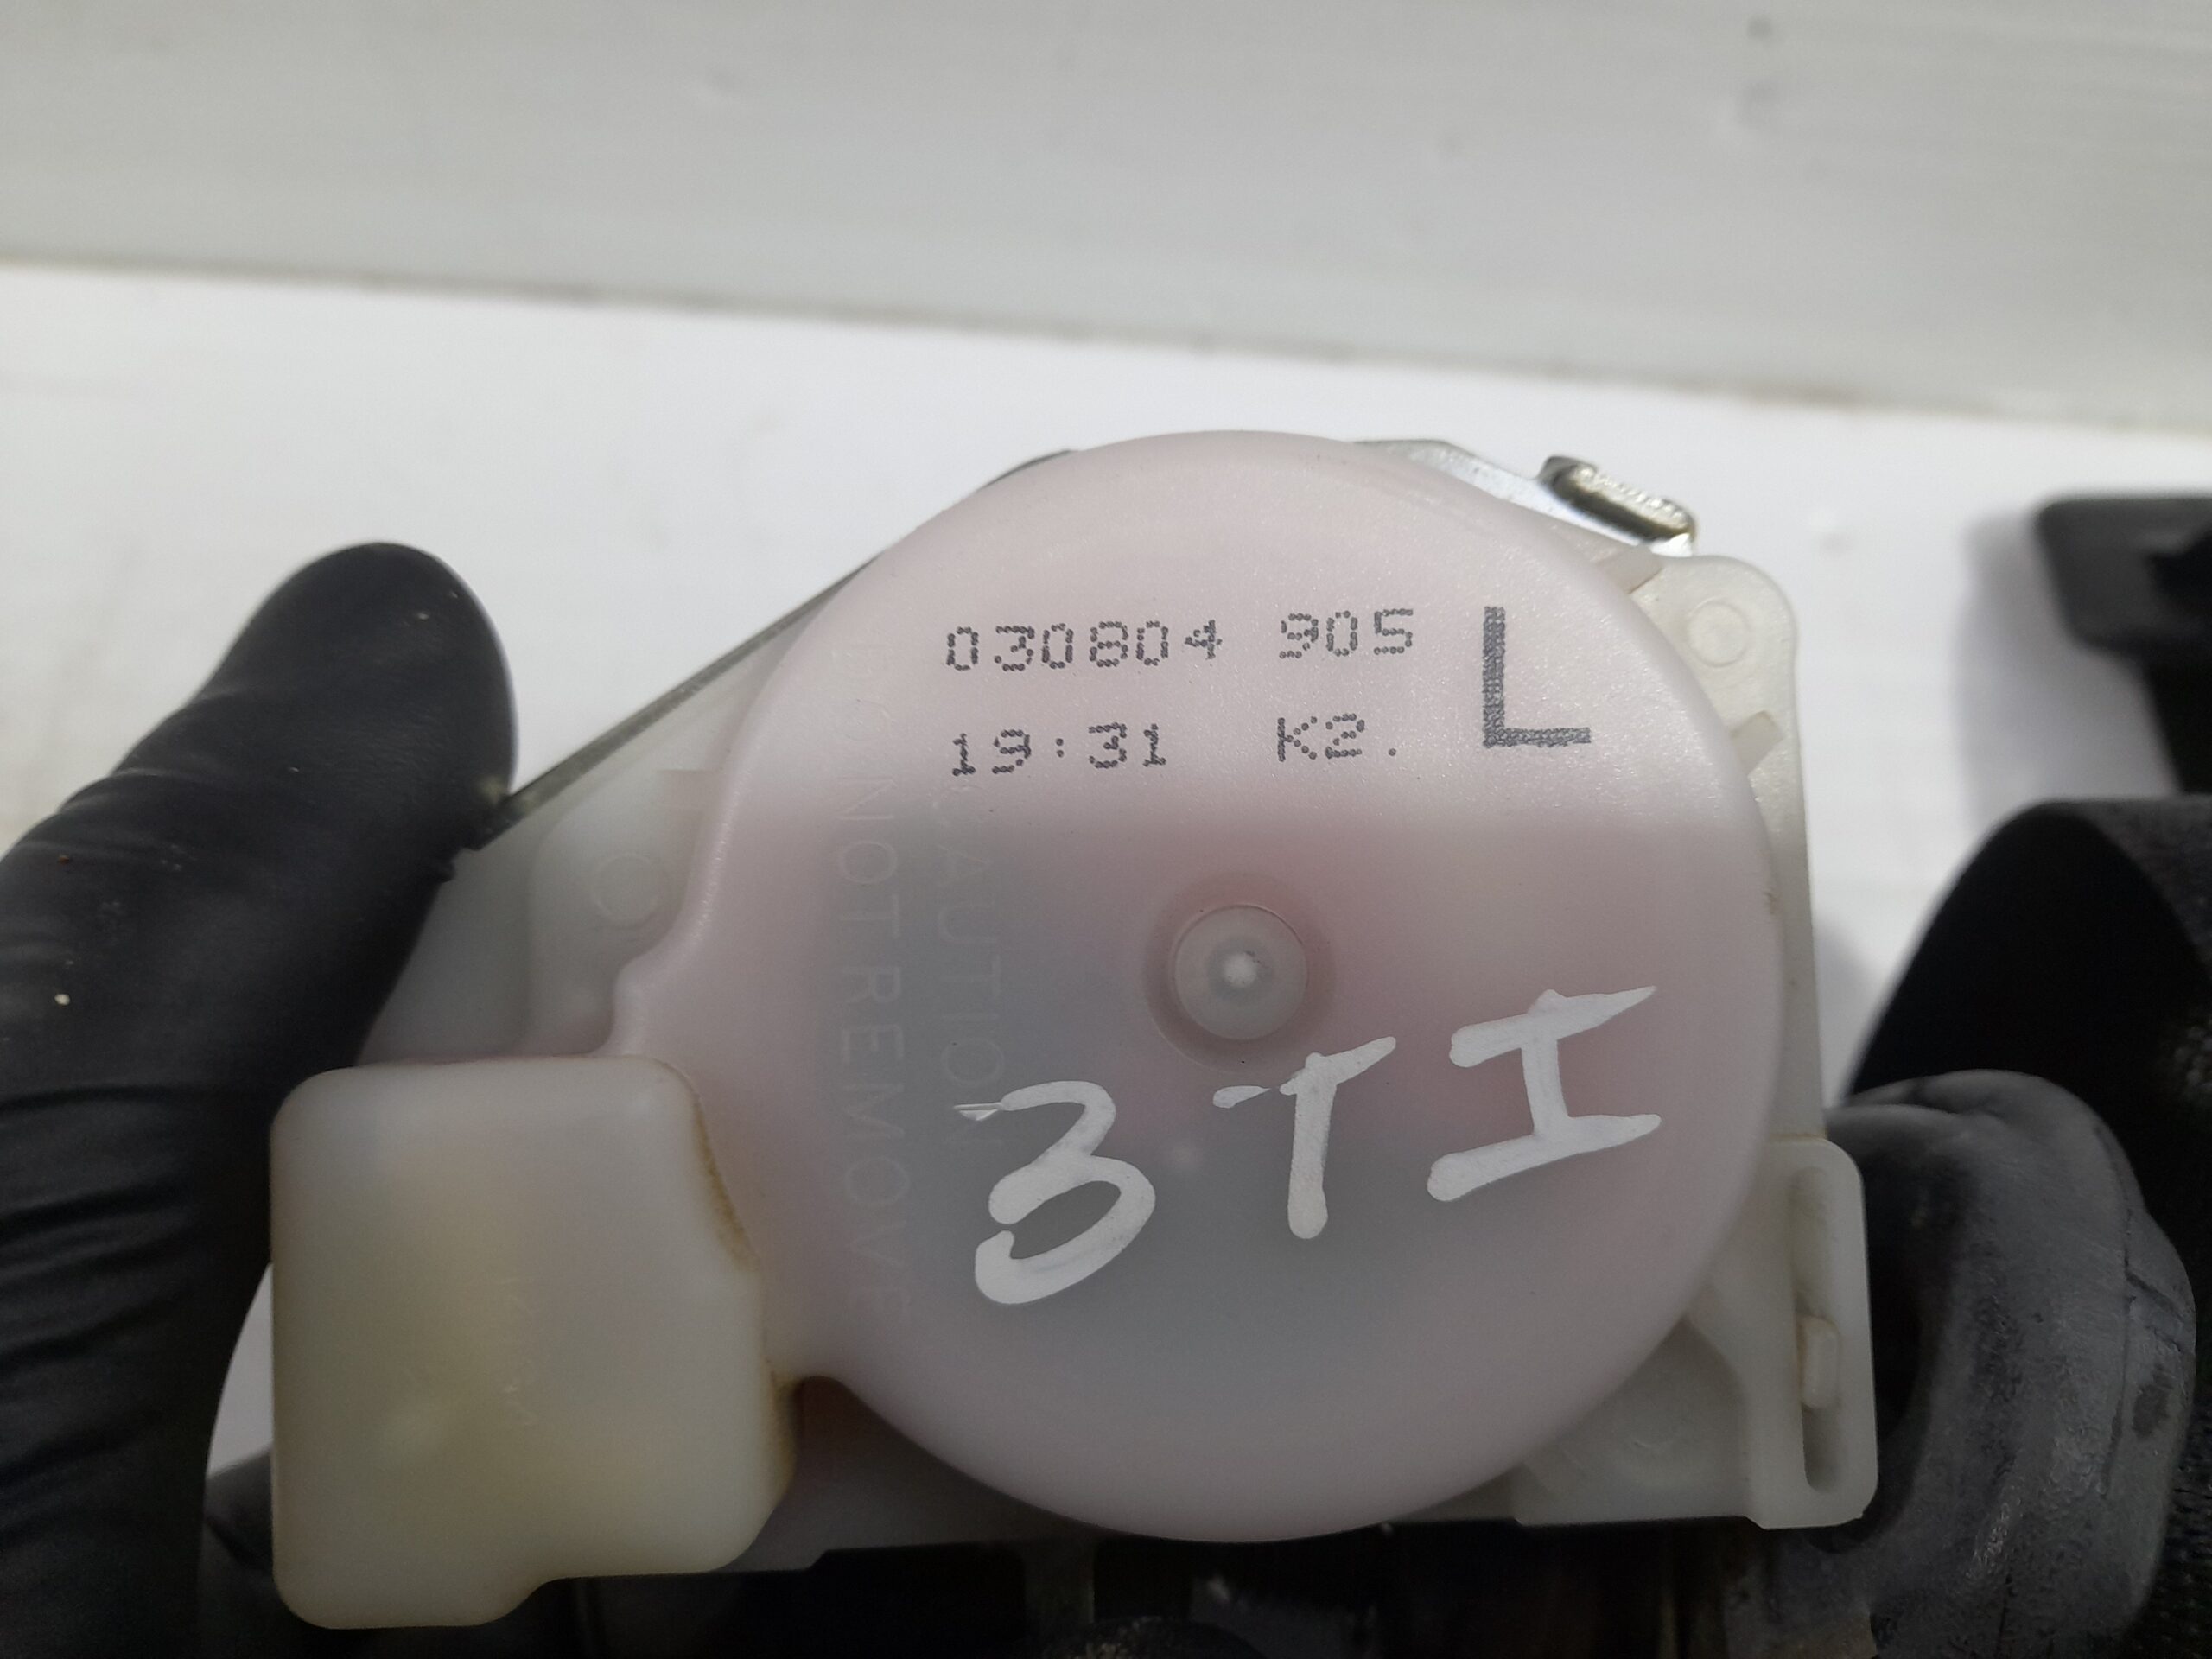 030804 905 L
19:31 K2.
CAUTION
DO NOT REMOVE
3TI